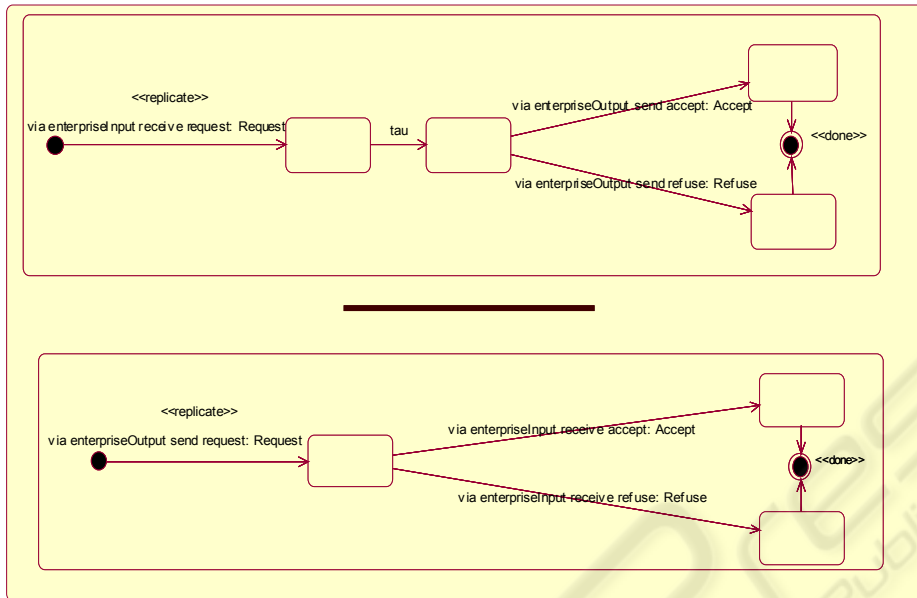 <<replicate>>
via enterpriseInput receive request: Request
tau
via enterpriseOutput send accept: Accept
<<done>>
via enterpriseOutput send refuse: Refuse
<<replicate>>
via enterpriseOutput send request: Request
via enterpriseInput receive accept: Accept
<<done>>
via enterpriseInput receive refuse: Refuse